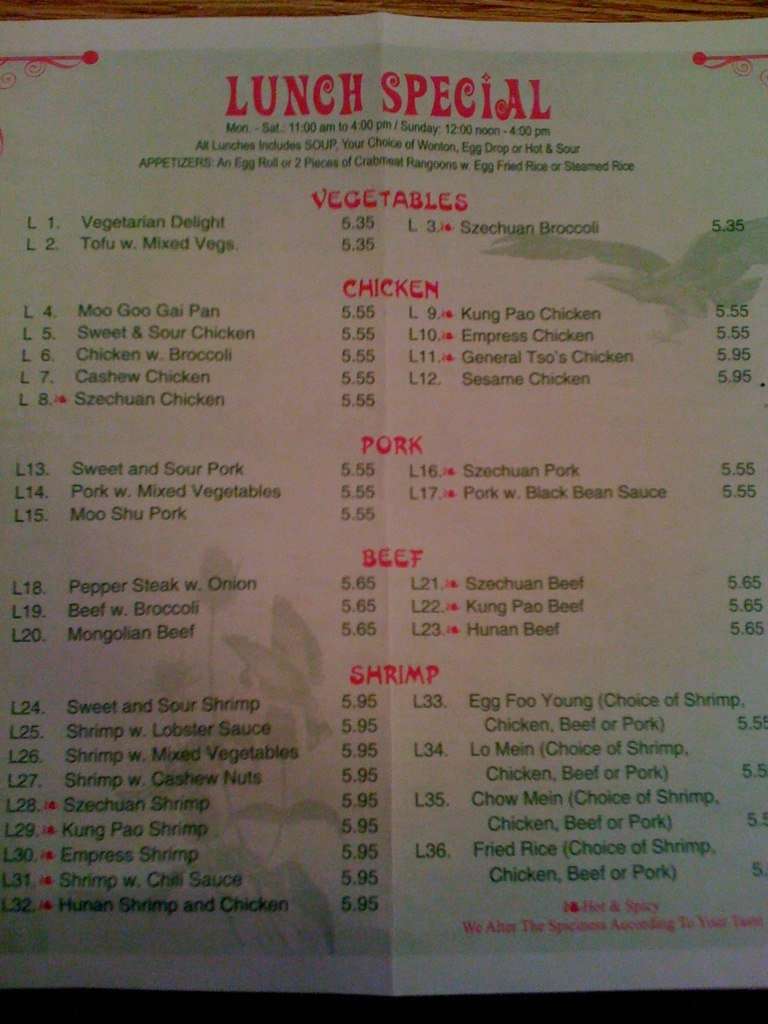 LUNCH SPECIAL
Mon. - Sat.: 11:00 am to 4:00 pm / Sunday: 12:00 noon - 4:00 pm
All Lunches Includes SOUP, Your Choice of Wonton, Egg Drop or Hot & Sour
APPETIZERS: An Egg Roll or 2 Pieces of Crabmeat Rangoons w. Egg Fried Rice or Steamed Rice
VEGETABLES
L 1. Vegetarian Delight 5.35
L 2. Tofu w. Mixed Vegs. 5.35
L 3. Szechuan Broccoli 5.35
CHICKEN
L 4. Moo Goo Gai Pan 5.55
L 5. Sweet & Sour Chicken 5.55
L 6. Chicken w. Broccoli 5.55
L 7. Cashew Chicken 5.55
L 8. Szechuan Chicken 5.55
L 9. Kung Pao Chicken 5.55
L10. Empress Chicken 5.55
L11. General Tso's Chicken 5.95
L12. Sesame Chicken 5.95
PORK
L13. Sweet and Sour Pork 5.55
L14. Pork w. Mixed Vegetables 5.55
L15. Moo Shu Pork 5.55
L16. Szechuan Pork 5.55
L17. Pork w. Black Bean Sauce 5.55
BEEF
L18. Pepper Steak w. Onion 5.65
L19. Beef w. Broccoli 5.65
L20. Mongolian Beef 5.65
L21. Szechuan Beef 5.65
L22. Kung Pao Beef 5.65
L23. Hunan Beef 5.65
SHRIMP
L24. Sweet and Sour Shrimp 5.95
L25. Shrimp w. Lobster Sauce 5.95
L26. Shrimp w. Mixed Vegetables 5.95
L27. Shrimp w. Cashew Nuts 5.95
L28. Szechuan Shrimp 5.95
L29. Kung Pao Shrimp 5.95
L30. Empress Shrimp 5.95
L31. Shrimp w. Chili Sauce 5.95
L32. Hunan Shrimp and Chicken 5.95
L33. Egg Foo Young (Choice of Shrimp,
Chicken, Beef or Pork) 5.55
L34. Lo Mein (Choice of Shrimp,
Chicken, Beef or Pork) 5.5
L35. Chow Mein (Choice of Shrimp,
Chicken, Beef or Pork) 5.5
L36. Fried Rice (Choice of Shrimp,
Chicken, Beef or Pork) 5.
Hot & Spicy
We Alter The Spiciness According To Your Taste